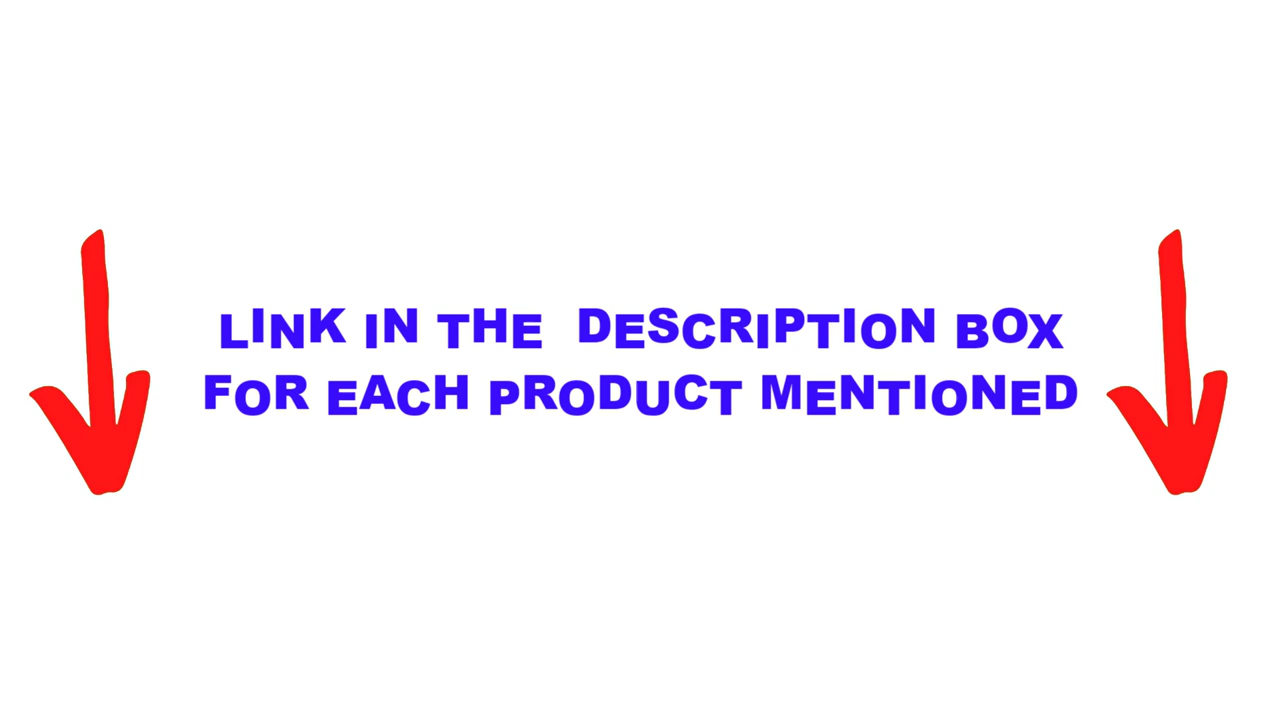 LINK IN THE DESCRIPTION BOX
FOR EACH PRODUCT MENTIONED